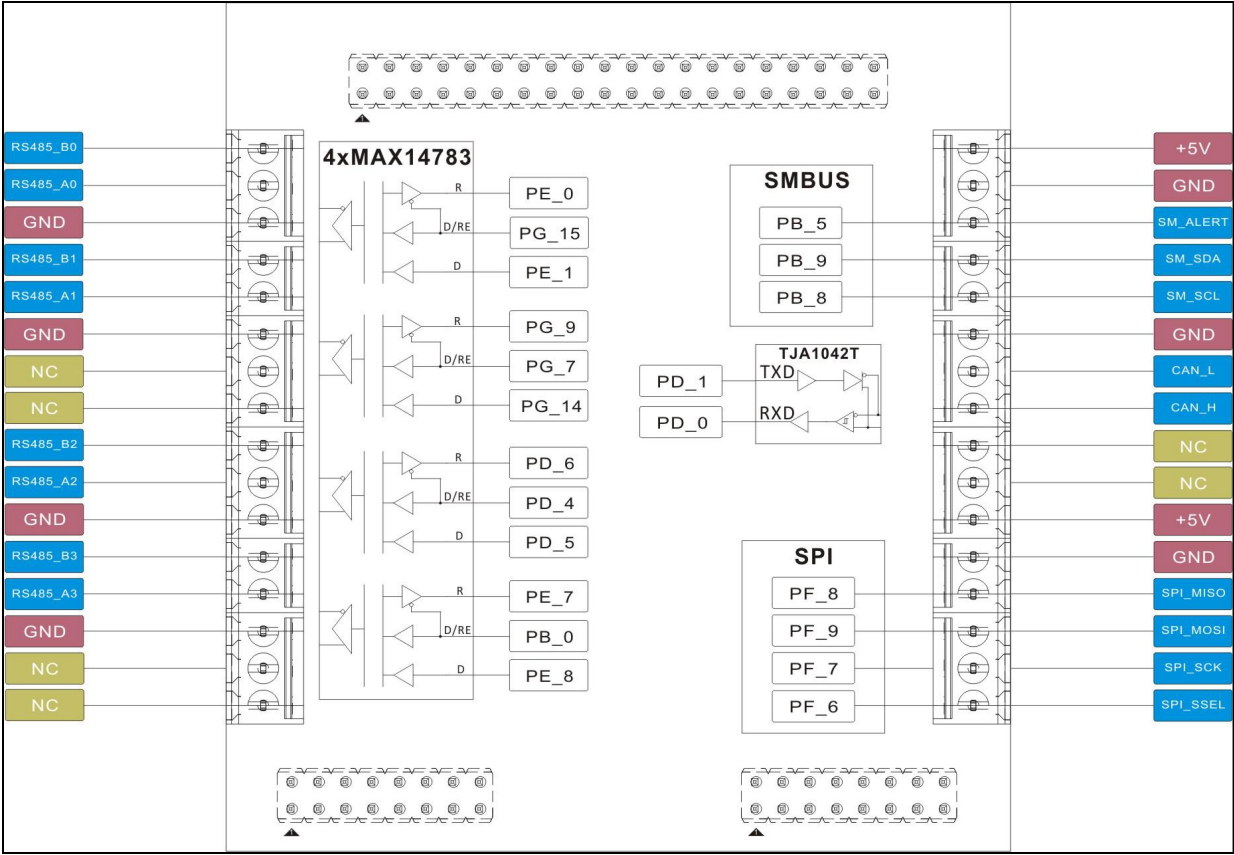 RS485_B0
RS485_A0
GND
RS485_B1
RS485_A1
GND
NC
NC
RS485_B2
RS485_A2
GND
RS485_B3
RS485_A3
GND
NC
NC
4xMAX14783
R
PE_0
D/RE
PG_15
D
PE_1
R
PG_9
D/RE
PG_7
D
PG_14
R
PD_6
D/RE
PD_4
D
PD_5
R
PE_7
D/RE
PB_0
D
PE_8
SMBUS
PB_5
PB_9
PB_8
TJA1042T
PD_1
TXD
PD_0
RXD
SPI
PF_8
PF_9
PF_7
PF_6
+5V
GND
SM_ALERT
SM_SDA
SM_SCL
GND
CAN_L
CAN_H
NC
NC
+5V
GND
SPI_MISO
SPI_MOSI
SPI_SCK
SPI_SSEL